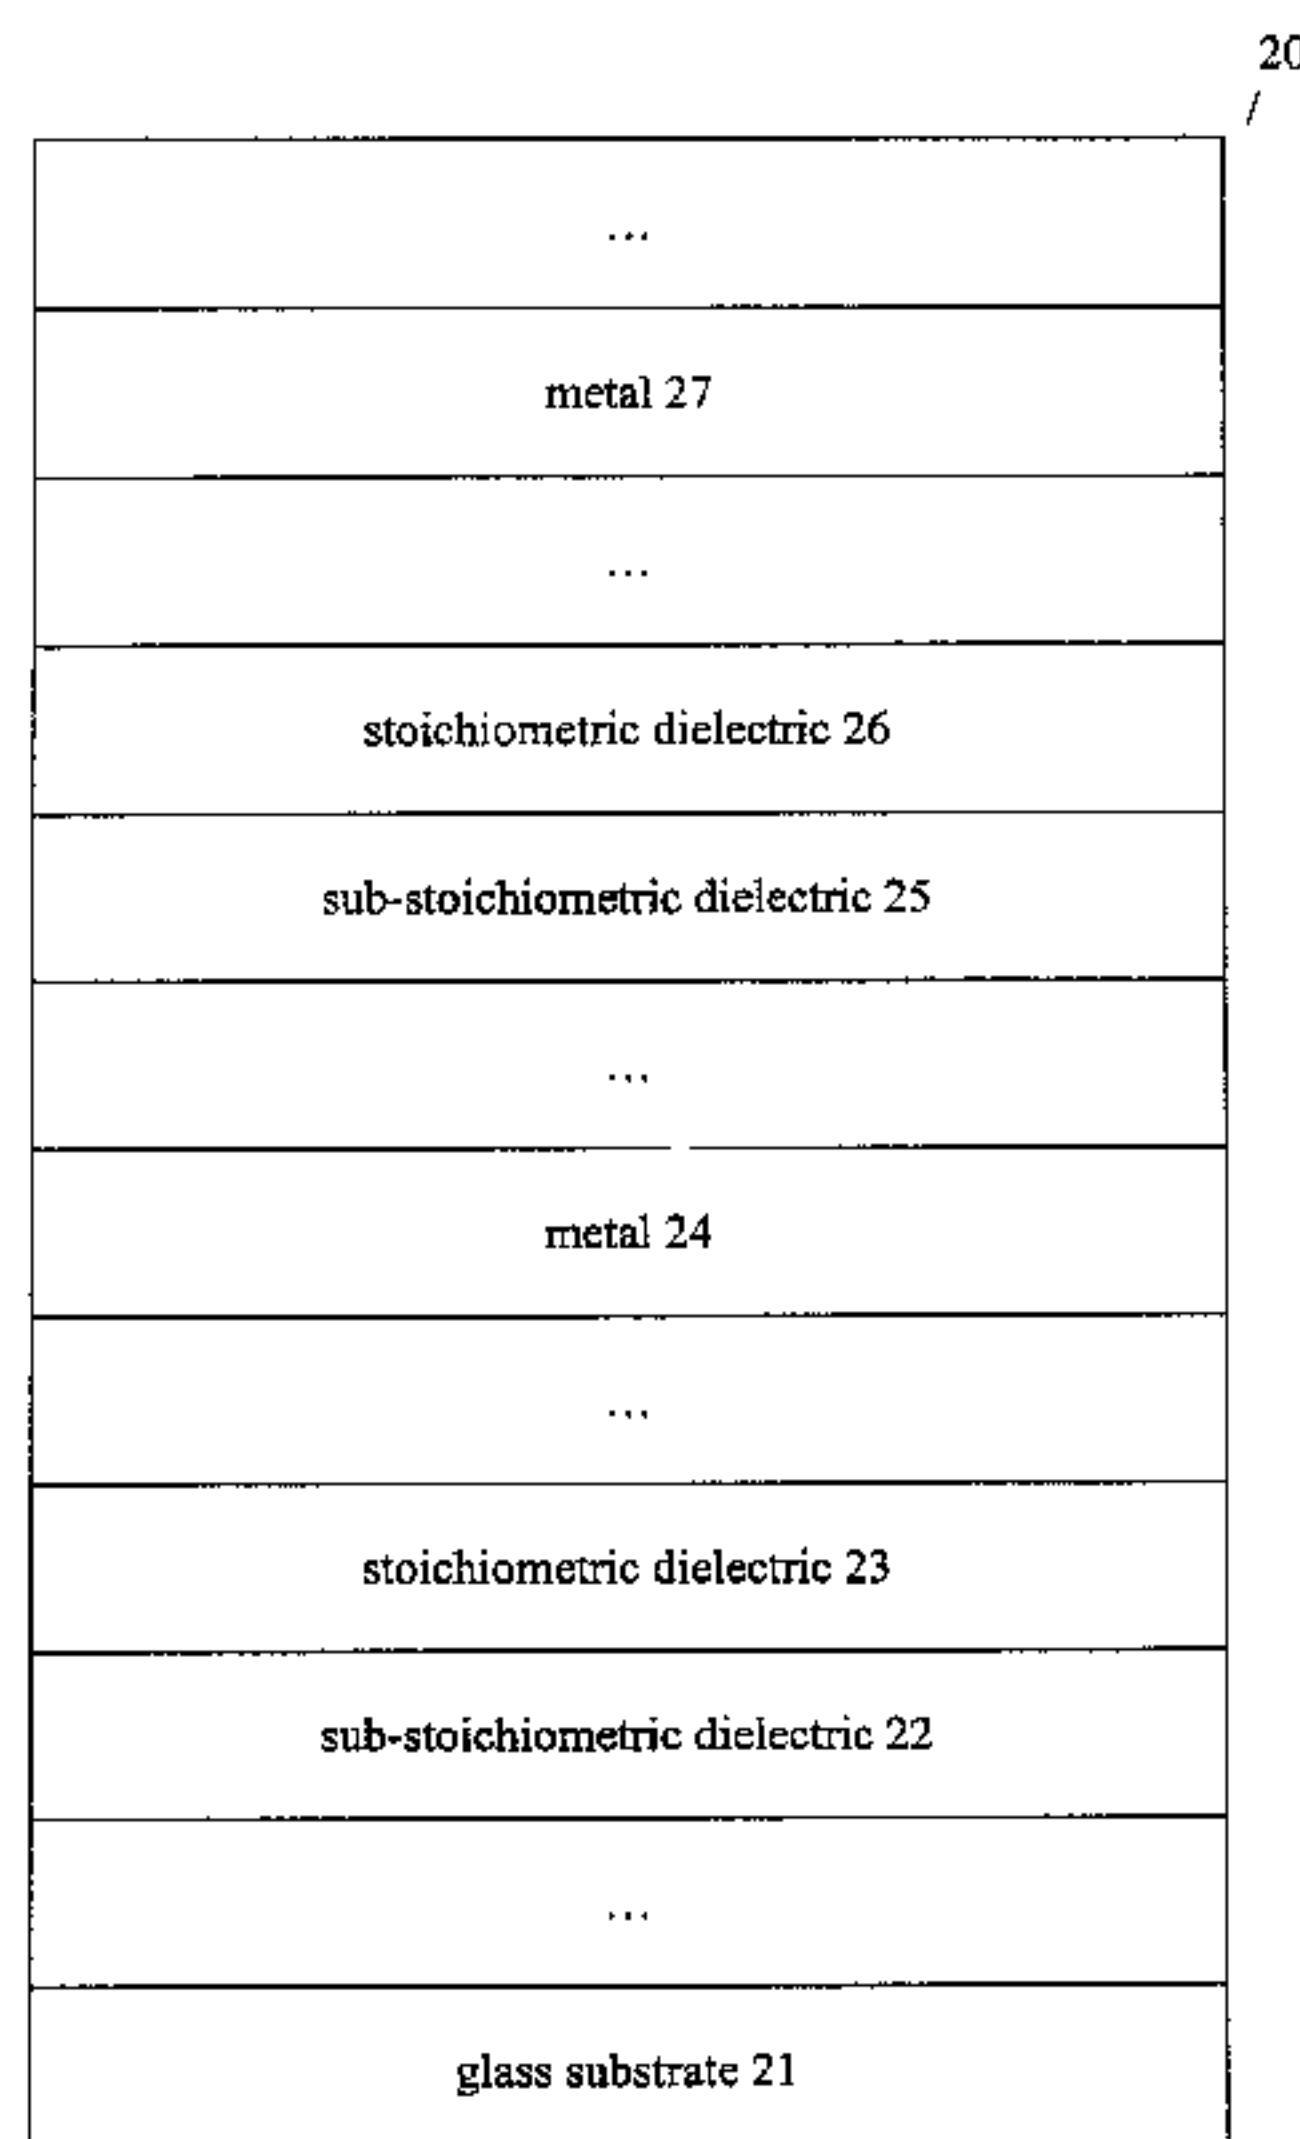 20
...
metal 27
...
stoichiometric dielectric 26
sub-stoichiometric dielectric 25
...
metal 24
...
stoichiometric dielectric 23
sub-stoichiometric dielectric 22
...
glass substrate 21